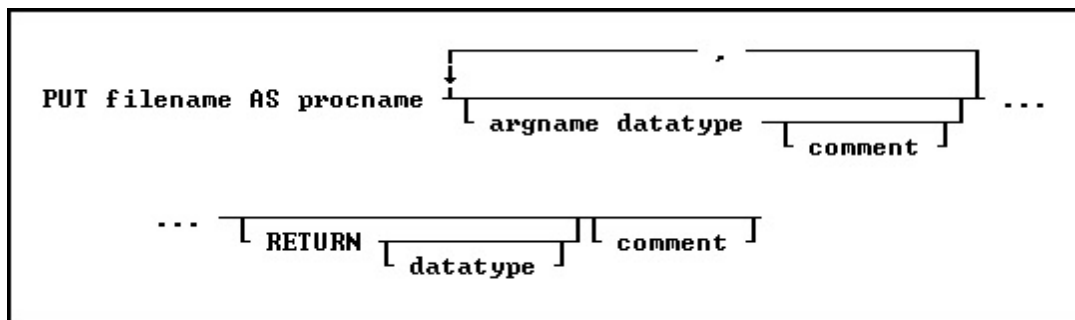 ,
PUT filename AS procname
...
argname datatype
comment
...
RETURN
comment
datatype